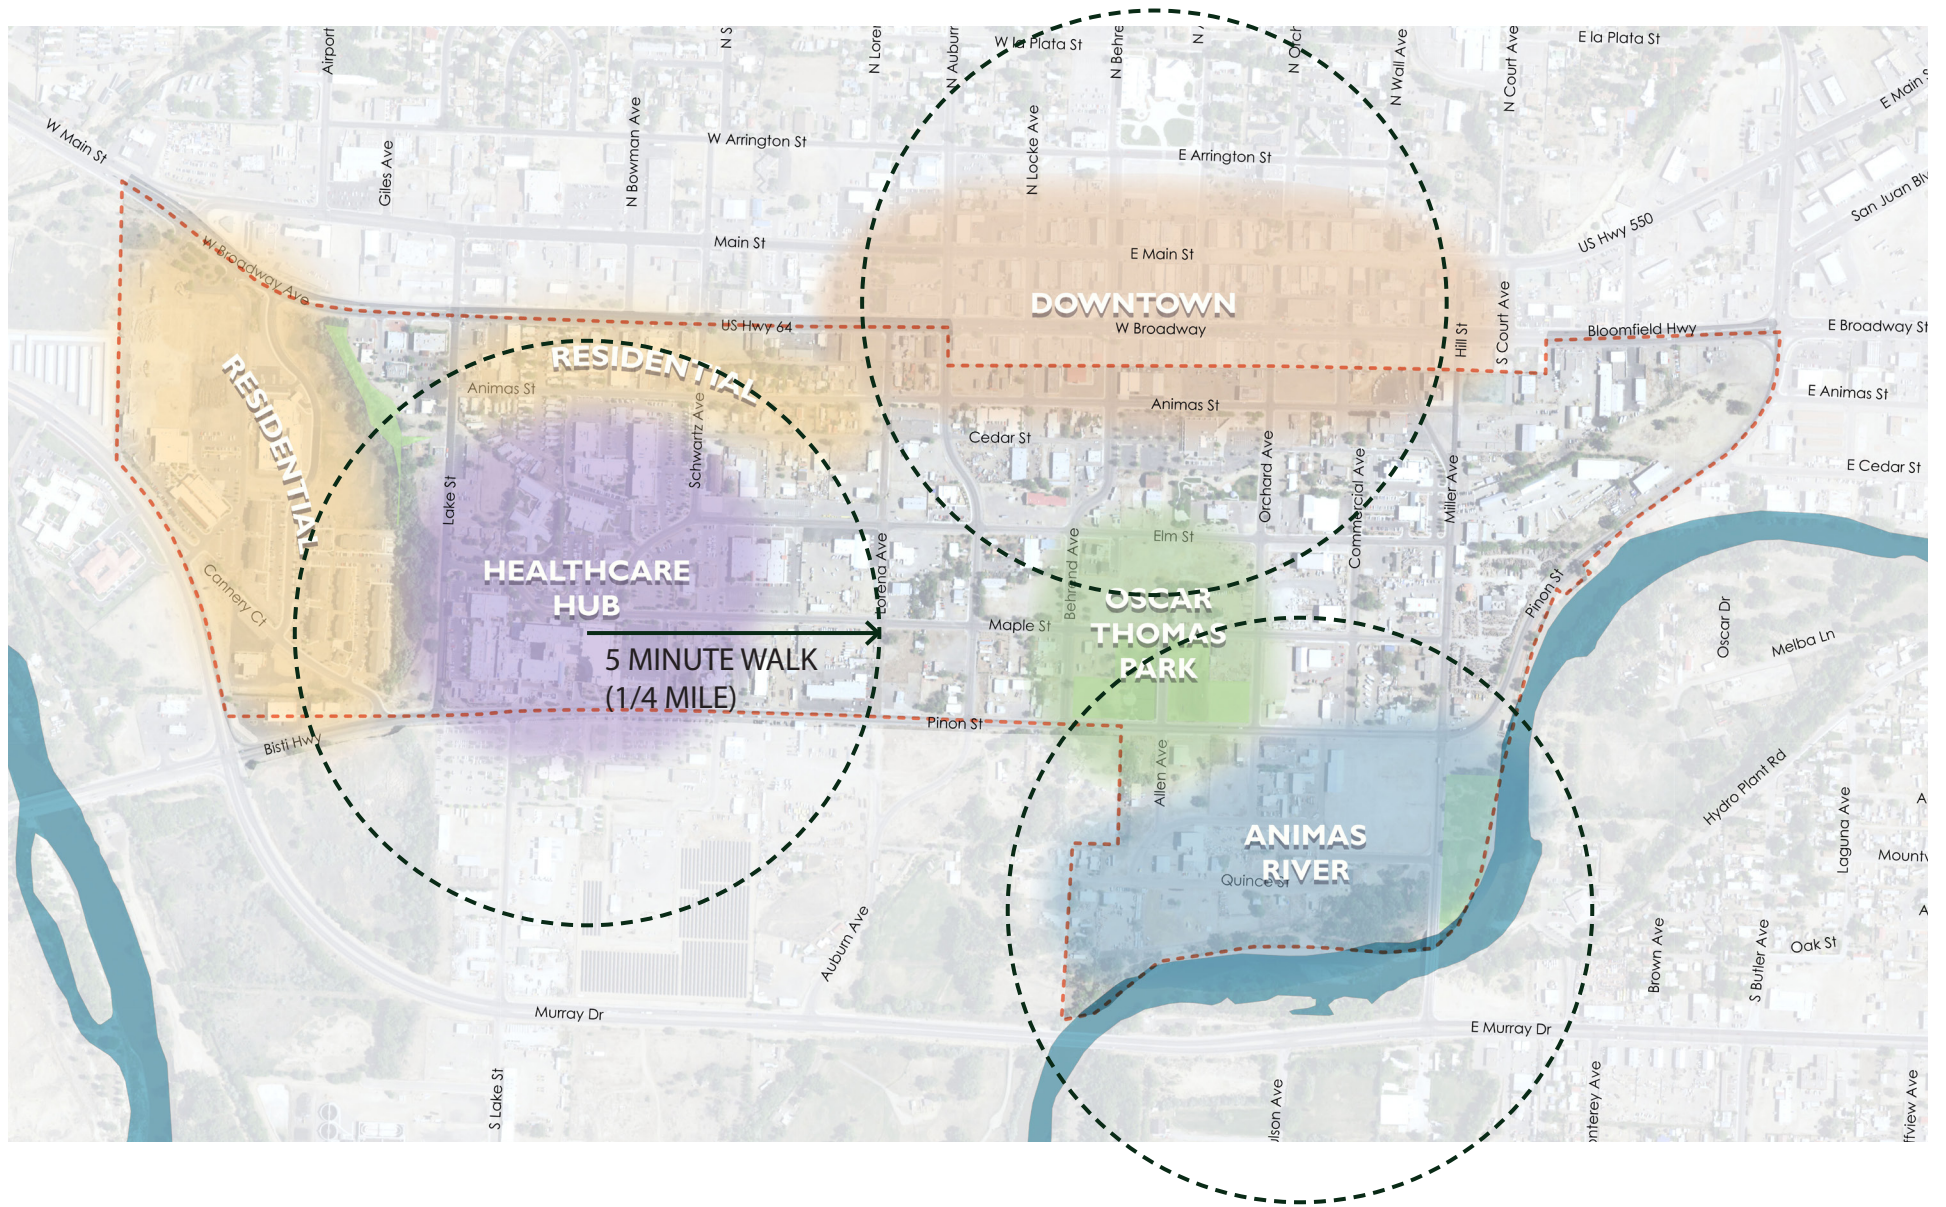 W la Plata St
E la Plata St
Airport
N Auburn
N Wall Ave
N Court Ave
E Main
W Main St
Giles Ave
N Bowman Ave
W Arrington St
N Locke Ave
E Arrington St
San Juan
US Hwy 550
Main St
E Main St
W Broadway Ave
DOWNTOWN
US Hwy 64
W Broadway
Hill St
S Court Ave
Bloomfield Hwy
E Broadway St
RESIDENTIAL
RESIDENTIAL
Animas St
Schwartz Ave
Animas St
E Animas St
Cedar St
E Cedar St
Lake St
Orchard Ave
Commercial Ave
Miller Ave
Elm St
Behrend Ave
Lorena Ave
HEALTHCARE
HUB
Cannery Ct
OSCAR
THOMAS
PARK
Maple St
Pinon St
Oscar Dr
Melba Ln
5 MINUTE WALK
(1/4 MILE)
Pinon St
Bisti Hwy
Allen Ave
Hydro Plant Rd
Laguna Ave
ANIMAS
RIVER
Quince St
Auburn Ave
Brown Ave
S Butler Ave
Oak St
Murray Dr
E Murray Dr
S Lake St